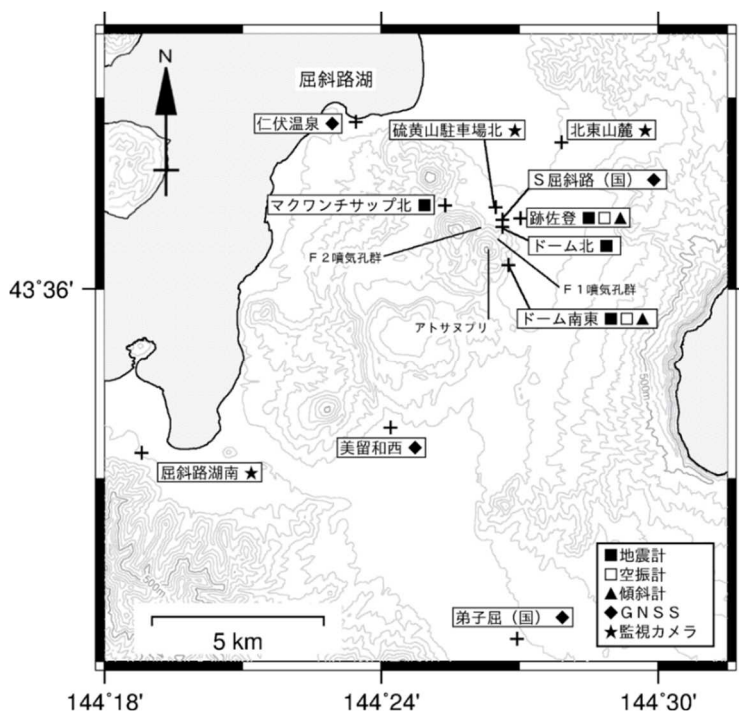 N
屈斜路湖
仁伏温泉◆
硫黄山駐車場北★
北東山麓★
S屈斜路（国）◆
マクワンチサップ北■
跡佐登■□▲
ドーム北■
F2噴気孔群
F1噴気孔群
43°36'
アトサヌプリ
ドーム南東■□▲
500m
美留和西◆
屈斜路湖南★
500m
■地震計
□空振計
▲傾斜計
◆GNSS
★監視カメラ
弟子屈（国）◆
5 km
144°18'
144°24'
144°30'